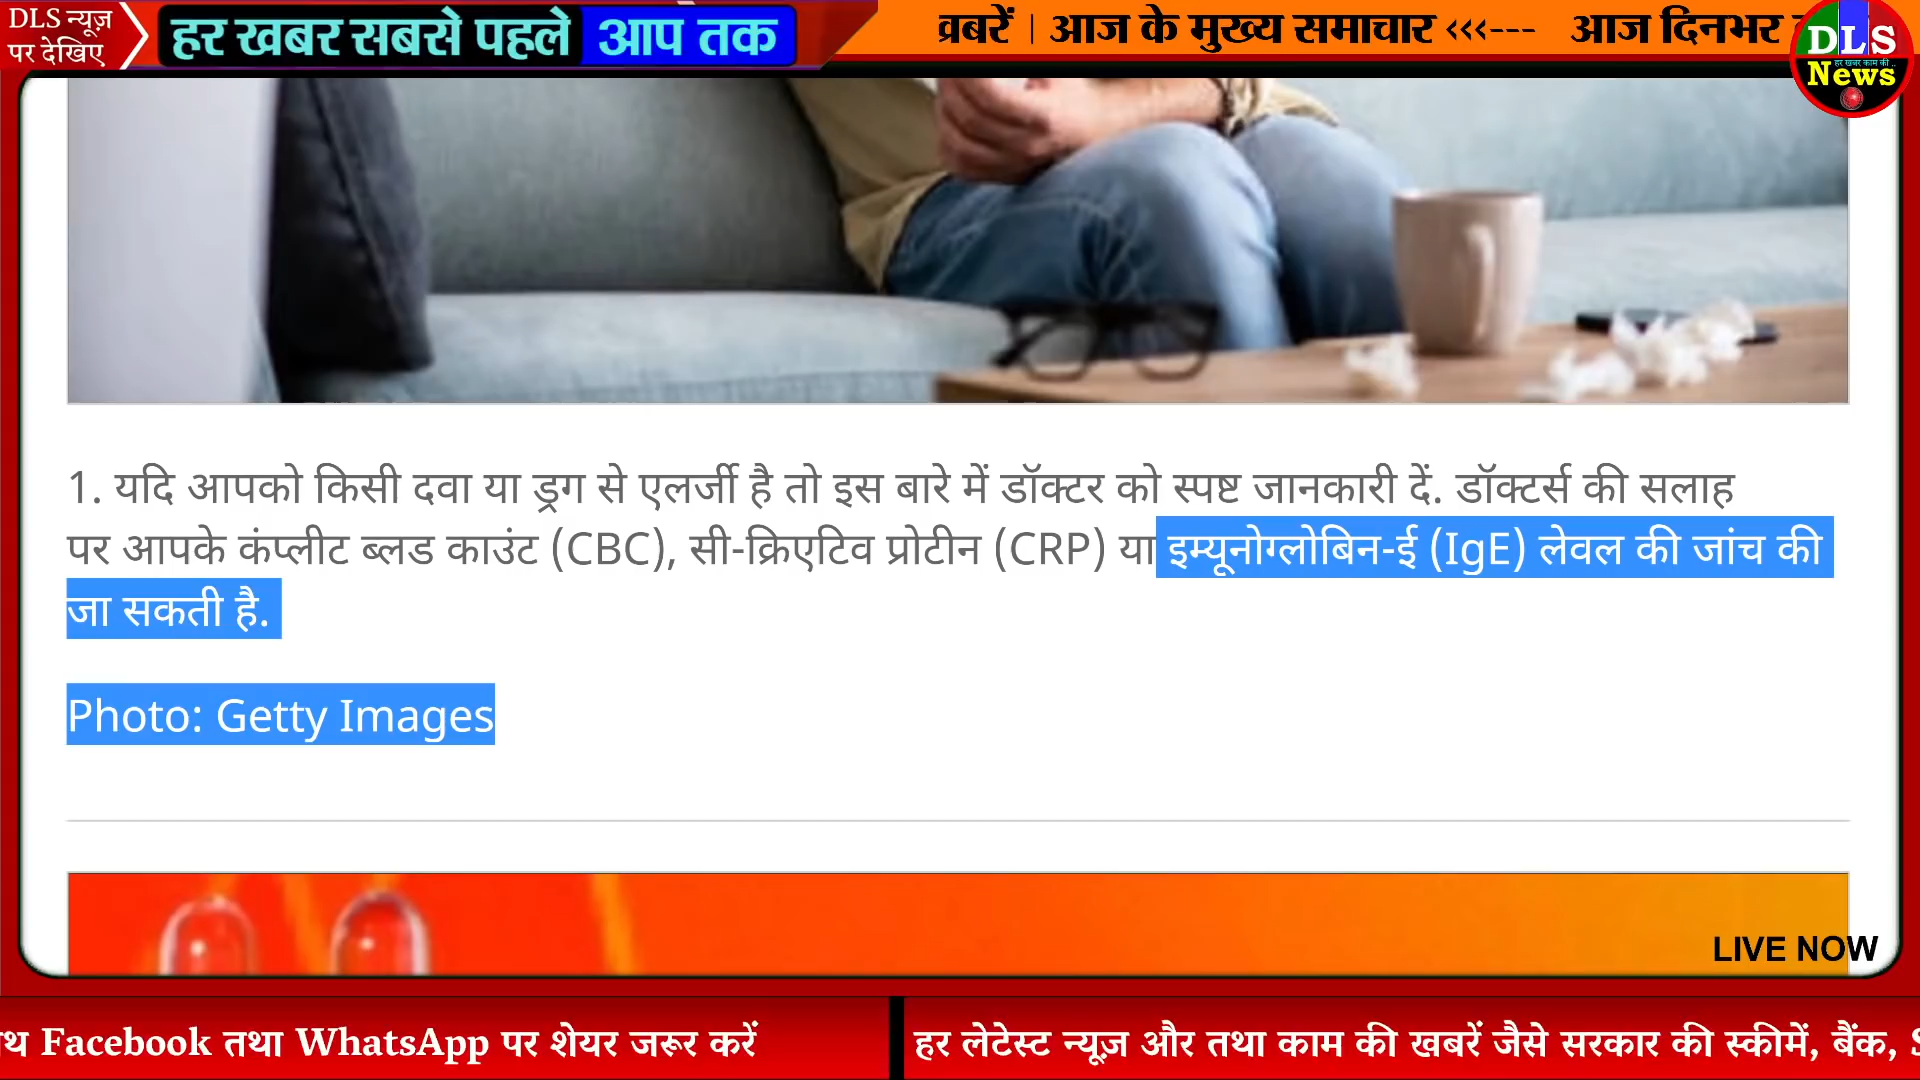 DLS न्यूज़
पर देखिए
हर खबर सबसे पहले आप तक
आज के मुख्य समाचार <<<--- आज दिनभर
DLS
हर खबर काम की
News
1. यदि आपको किसी दवा या ड्रग से एलर्जी है तो इस बारे में डॉक्टर को स्पष्ट जानकारी दें. डॉक्टर्स की सलाह
पर आपके कंप्लीट ब्लड काउंट (CBC), सी-क्रिएटिव प्रोटीन (CRP) या इम्यूनोग्लोबिन-ई (IgE) लेवल की जांच की
जा सकती है.
Photo: Getty Images
LIVE NOW
Facebook तथा WhatsApp पर शेयर जरूर करें
हर लेटेस्ट न्यूज़ और तथा काम की खबरें जैसे सरकार की स्कीमें, बैंक,